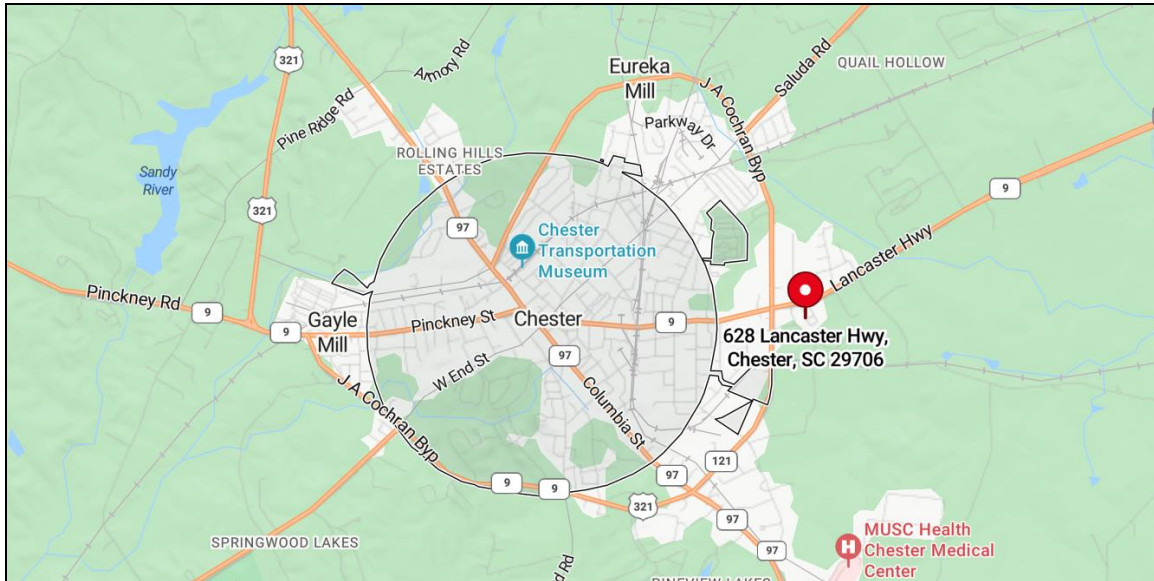 321
Armory Rd
Eureka
Mill
Saluda Rd
QUAIL HOLLOW
J A Cochran Byp
Pine Ridge Rd
Parkway Dr
ROLLING HILLS
ESTATES
Sandy
River
9
321
97
Chester
Transportation
Museum
Lancaster Hwy
Pinckney Rd
9
9
Gayle
Mill
Pinckney St
Chester
9
628 Lancaster Hwy,
Chester, SC 29706
97
W End St
J A Cochran Byp
Columbia St
121
97
9
9
321
97
MUSC Health
Chester Medical
Center
H
SPRINGWOOD LAKES
97